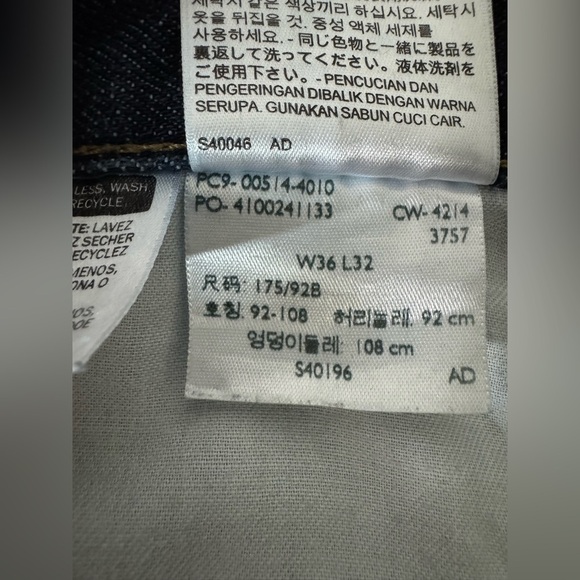 세탁시 같은 색상끼리 하십시요. 세탁시
옷을 뒤집을 것. 중성 액체 세제를
사용하세요. - 同じ色物と一緒に製品を
裏返して洗ってください。液体洗剤をご使用下さい。- PENCUCIAN DAN
PENGERINGAN DIBALIK DENGAN WARNA
SERUPA. GUNAKAN SABUN CUCI CAIR.
S40046 AD
LESS. WASH
RECYCLE.
TE: LAVEZ
Z SECHER
ECYCLEZ
MENOS,
ONA O
OS.
DOE
PC9-00514-4010
PO-4100241133 CW-4214
3757
W36 L32
尺码: 175/92B
호칭. 92-108 허리둘레. 92 cm
엉덩이둘레: 108 cm
S40196 AD